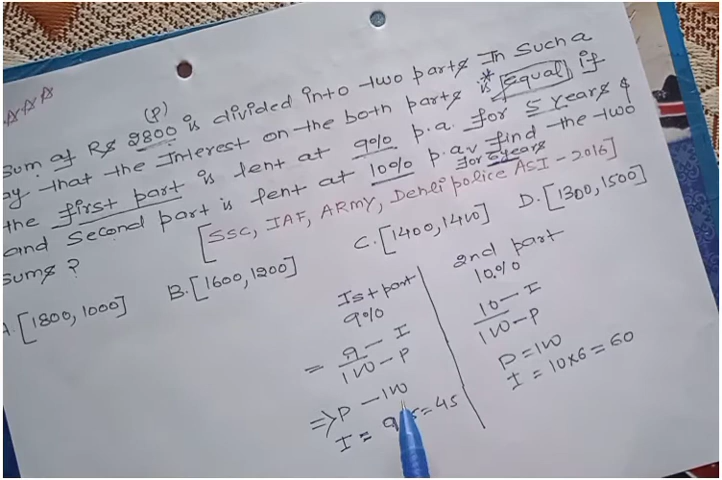 AAA
(P)
sum of Rs 2800 is divided into two parts In such a
ay that the Interest on the both parts is equal if
the first part is lent at 9% p.a. for 5 years &
and Second part is lent at 10% p.a. find the two
for 6 years
sums ?
[SSC, IAF, ARMY, Dehli police ASI-2016]
A. [1800, 1000] B. [1600, 1200] C. [1400, 1400] D. [1300, 1500]
Ist part
9%
= 9/100 - I/P
=> P - 100
I = 9 = 45
2nd part
10%
10/100 - I/P
P = 100
I = 10×6 = 60